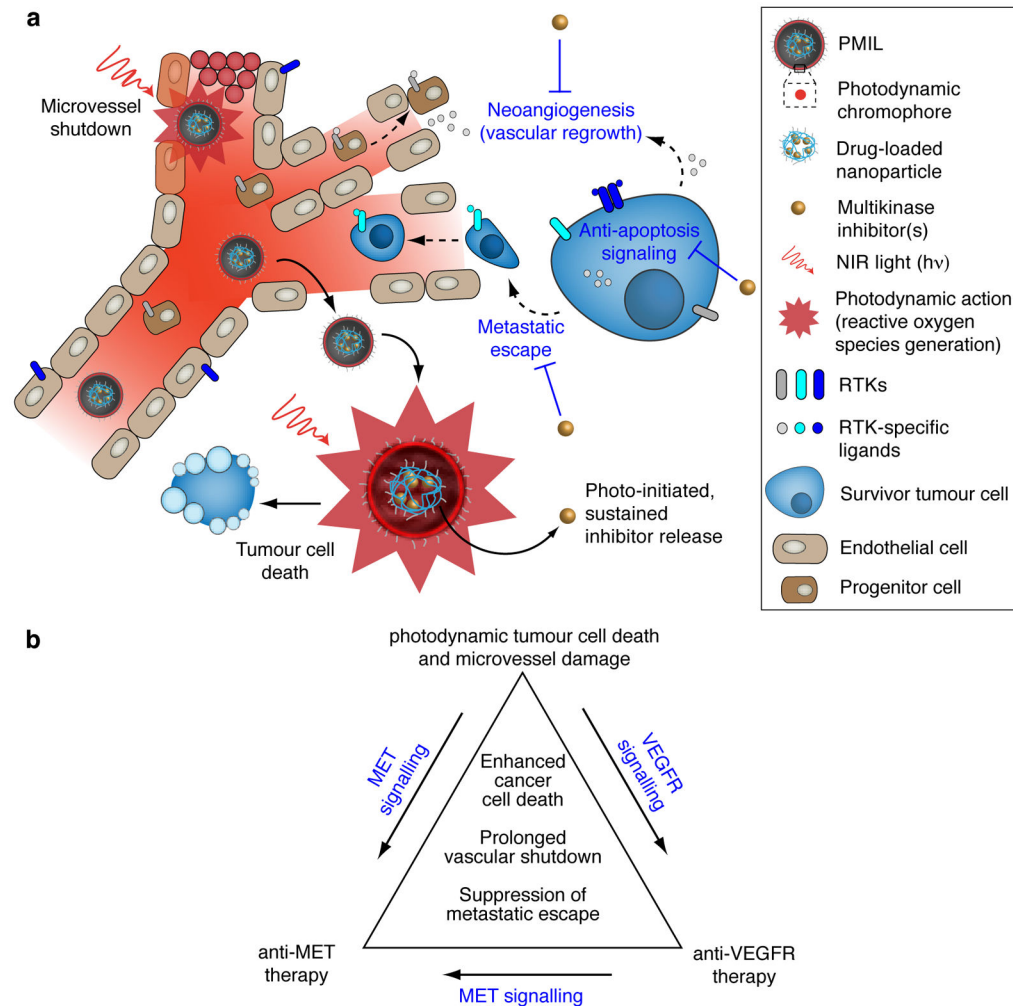 a
Microvessel
shutdown
Neoangiogenesis
(vascular regrowth)
Anti-apoptosis
signaling
Metastatic
escape
Tumour cell
death
Photo-initiated,
sustained
inhibitor release
PMIL
Photodynamic
chromophore
Drug-loaded
nanoparticle
Multikinase
inhibitor(s)
NIR light (hν)
Photodynamic action
(reactive oxygen
species generation)
RTKs
RTK-specific
ligands
Survivor tumour cell
Endothelial cell
Progenitor cell
b
photodynamic tumour cell death
and microvessel damage
MET
signalling
VEGFR
signalling
Enhanced
cancer
cell death
Prolonged
vascular shutdown
Suppression of
metastatic escape
anti-MET
therapy
anti-VEGFR
therapy
MET signalling